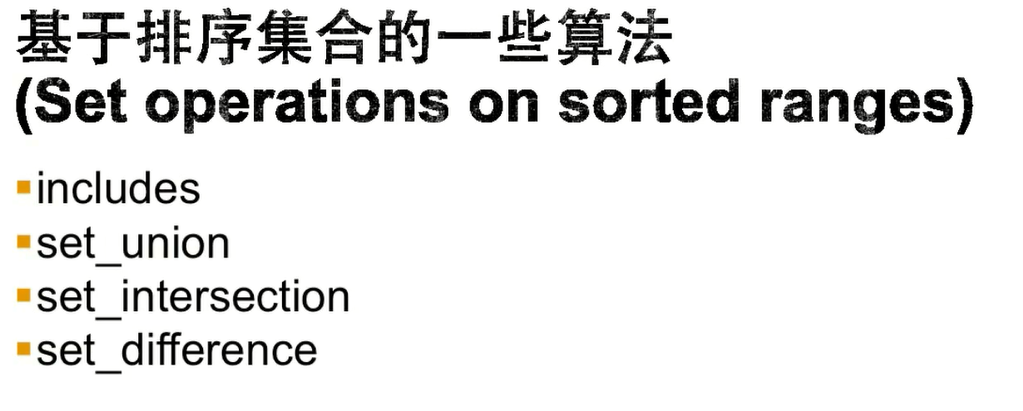 基于排序集合的一些算法
(Set operations on sorted ranges)
▪includes
▪set_union
▪set_intersection
▪set_difference